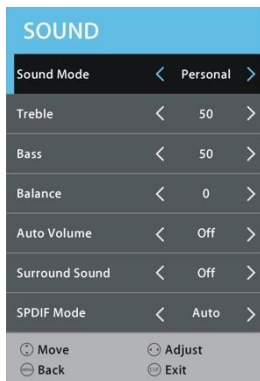 SOUND
Sound Mode Personal
Treble 50
Bass 50
Balance 0
Auto Volume Off
Surround Sound Off
SPDIF Mode Auto
Move Adjust
Back Exit